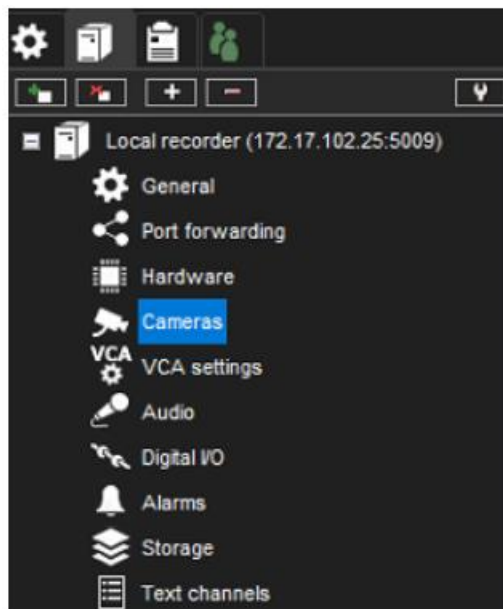 Local recorder (172.17.102.25:5009)
General
Port forwarding
Hardware
Cameras
VCA
VCA settings
Audio
Digital I/O
Alarms
Storage
Text channels